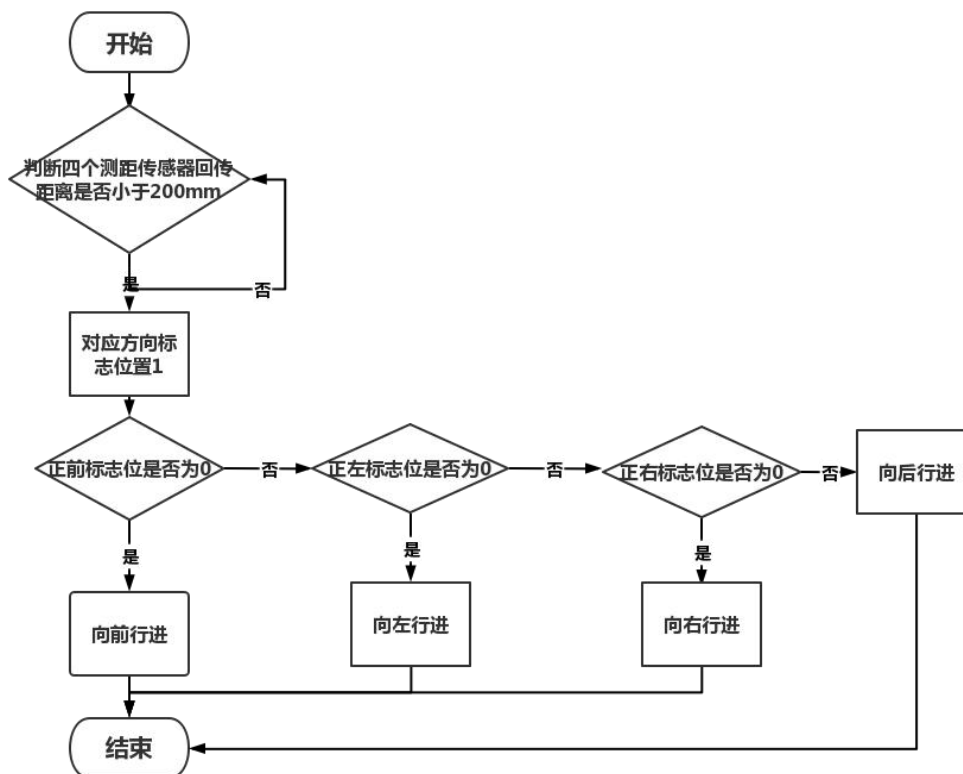 开始
判断四个测距传感器回传
距离是否小于200mm
是
否
对应方向标
志位置1
正前标志位是否为0
否
正左标志位是否为0
否
正右标志位是否为0
否
向后行进
是
是
是
向前行进
向左行进
向右行进
结束